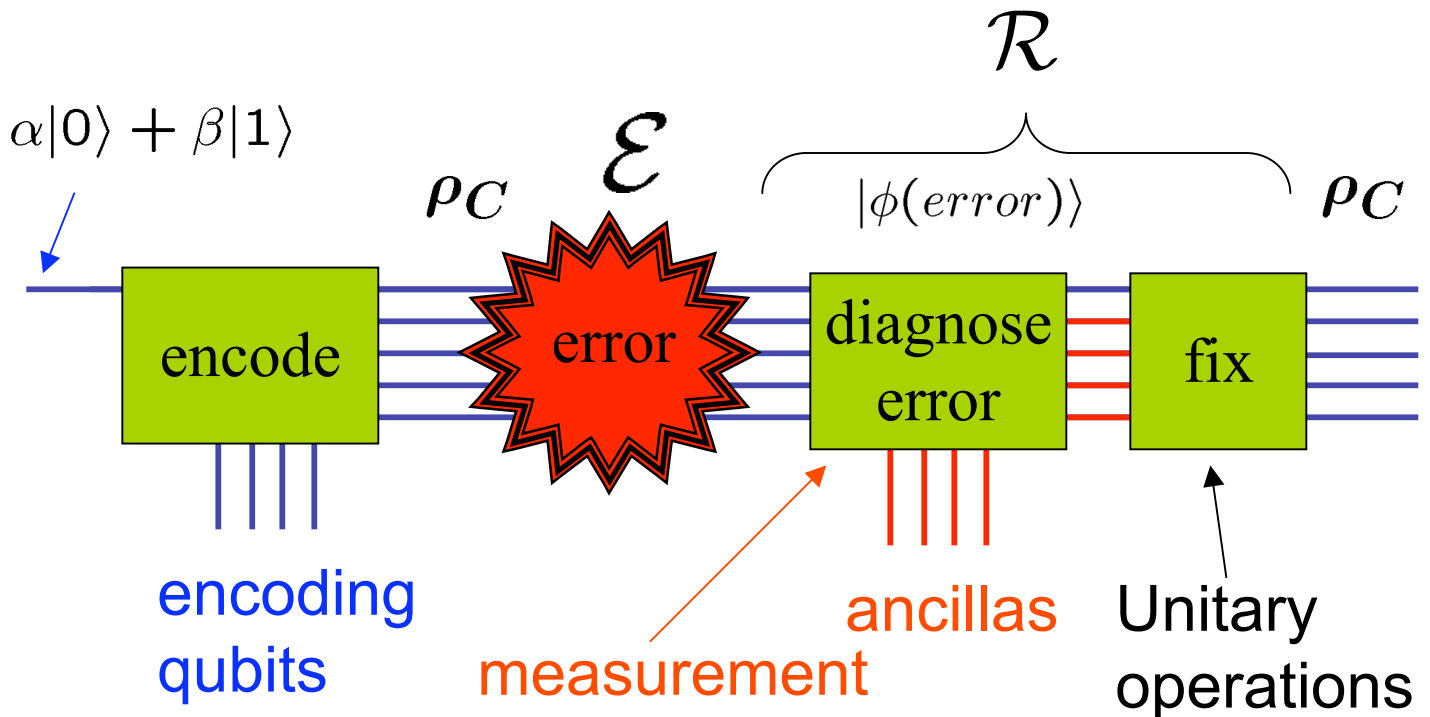 ℛ
α|0⟩ + β|1⟩
ℰ
ρ_C
|ϕ(error)⟩
ρ_C
encode
error
diagnose
error
fix
encoding
qubits
measurement
ancillas
Unitary
operations